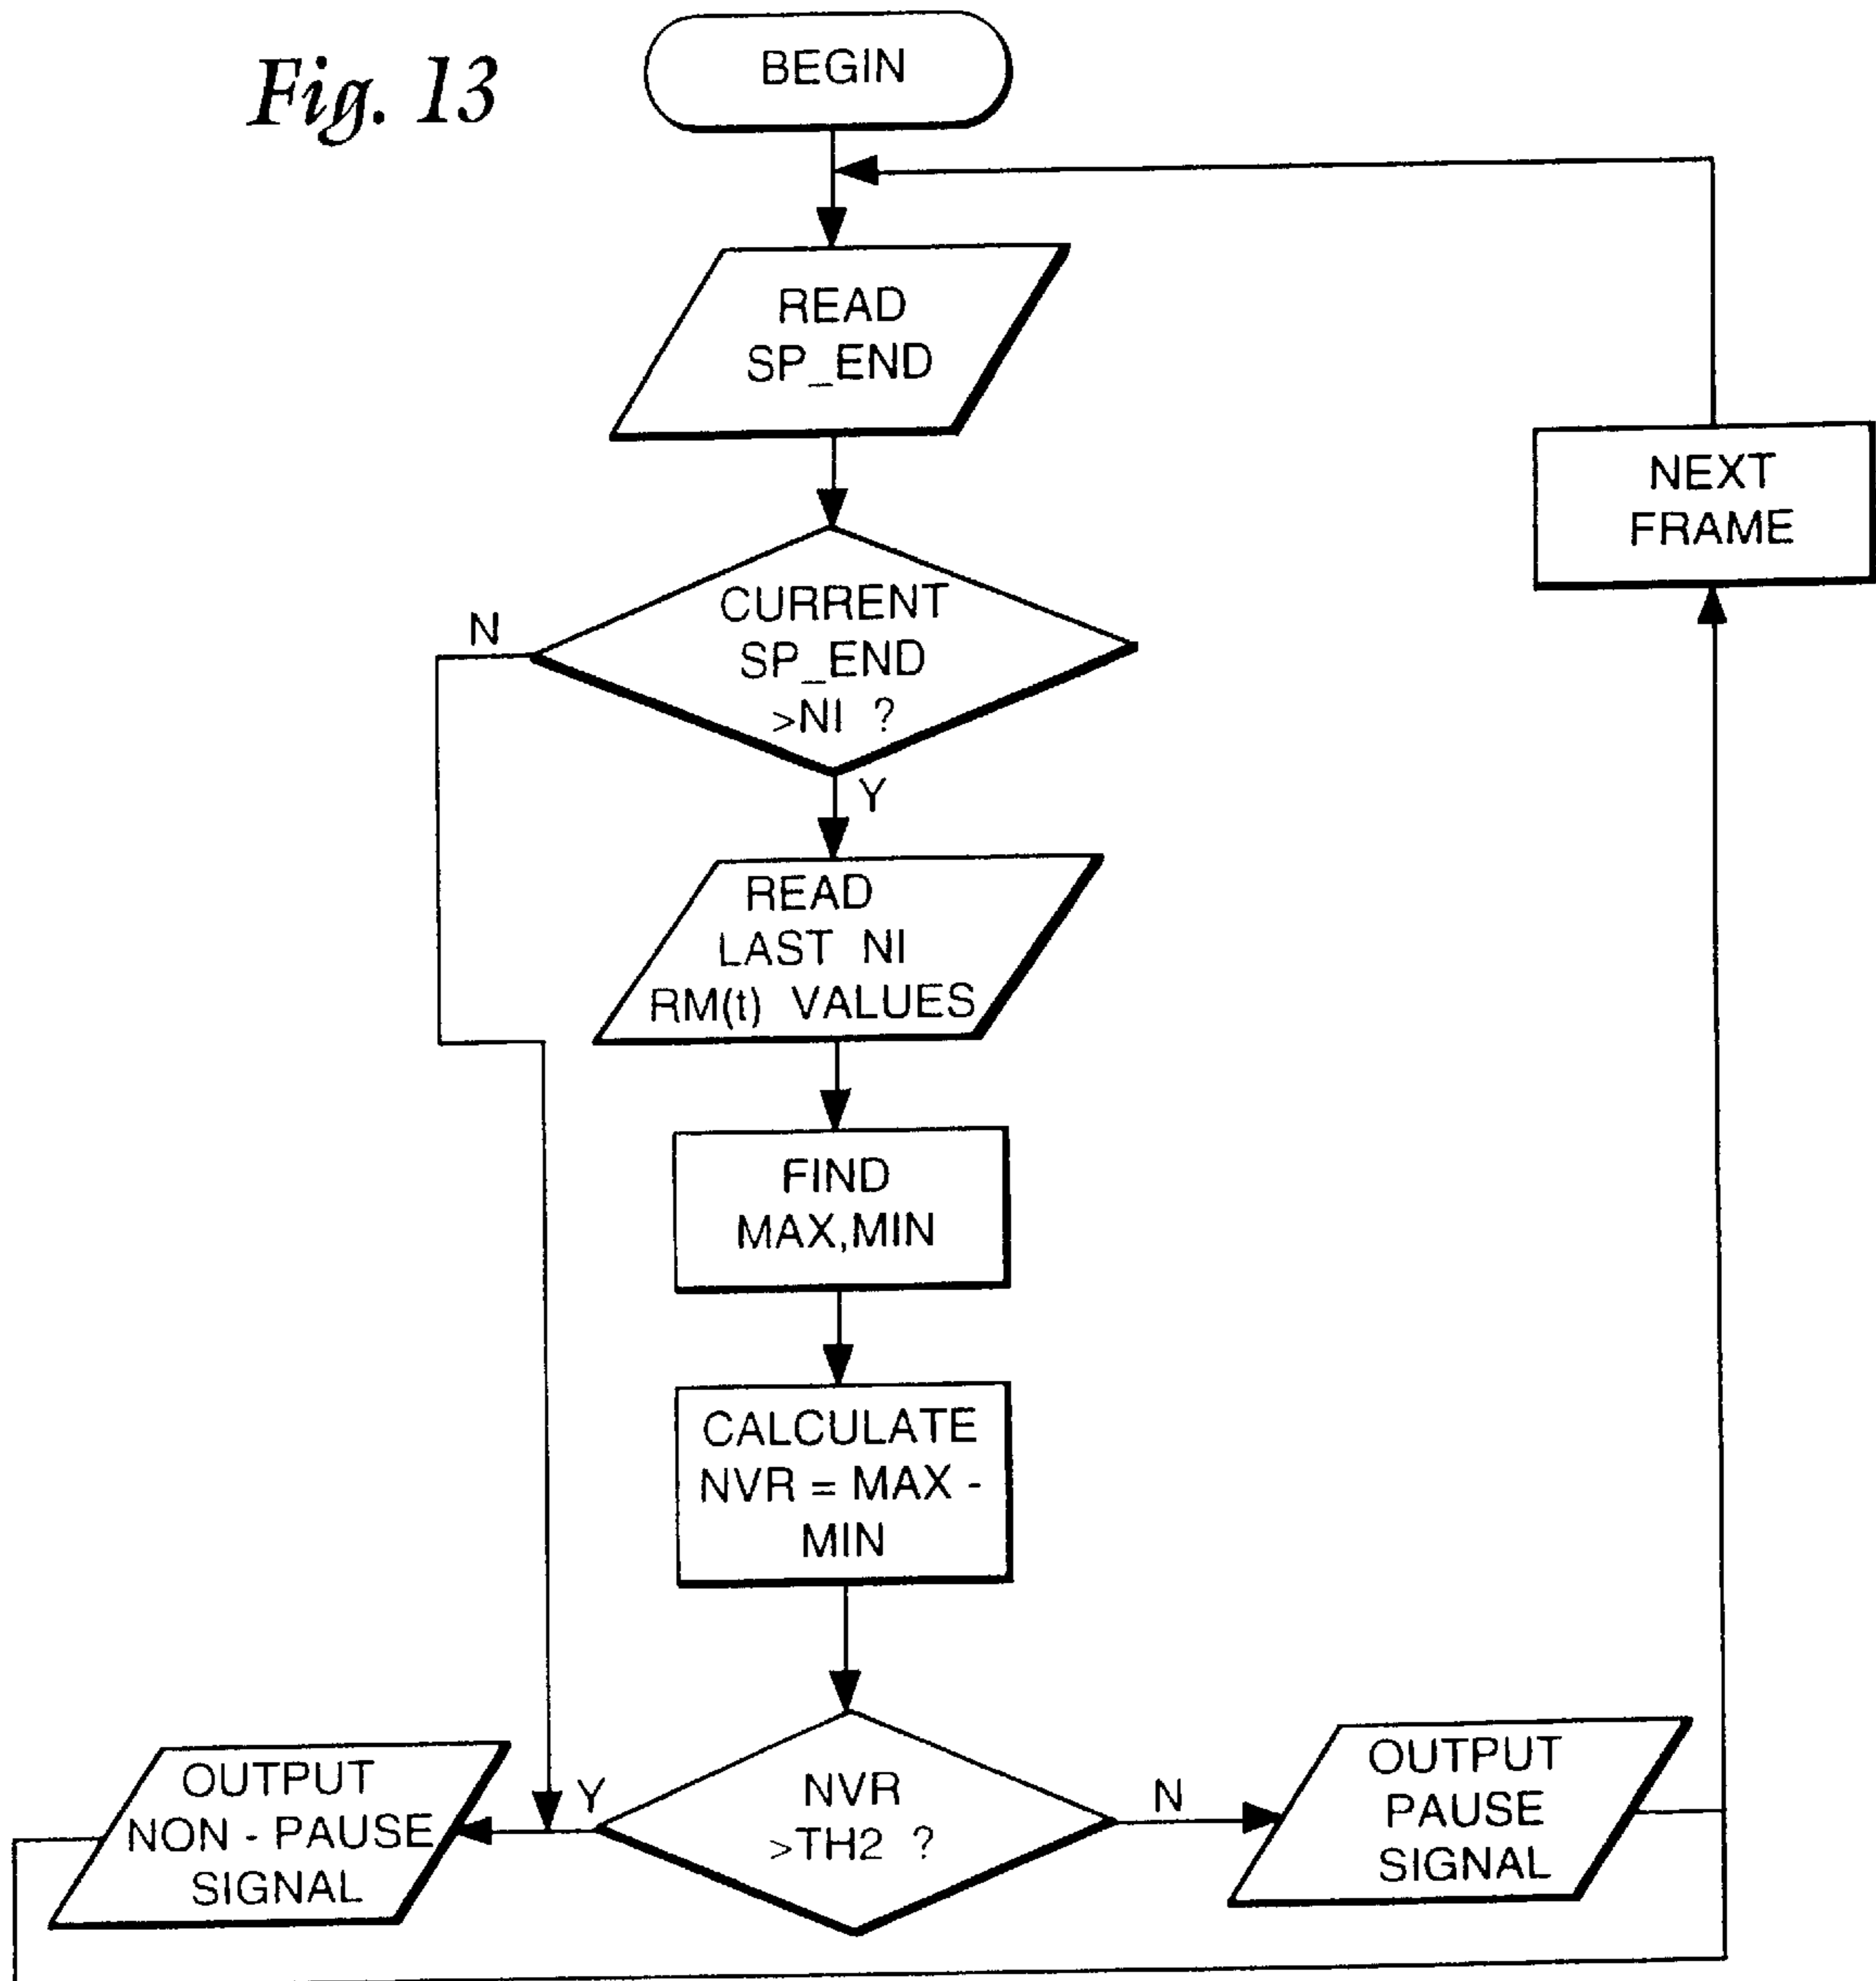 Fig. 13
BEGIN
READ
SP_END
NEXT
FRAME
CURRENT
SP_END
>NI ?
N
Y
READ
LAST NI
RM(t) VALUES
FIND
MAX,MIN
CALCULATE
NVR = MAX -
MIN
OUTPUT
NON - PAUSE
SIGNAL
Y
NVR
>TH2 ?
N
OUTPUT
PAUSE
SIGNAL